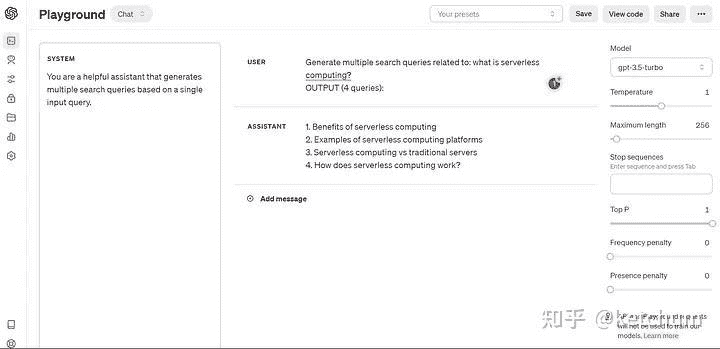 Playground
Chat
Your presets
Save
View code
Share
SYSTEM
You are a helpful assistant that generates
multiple search queries based on a single
input query.
USER
Generate multiple search queries related to: what is serverless
computing?
OUTPUT (4 queries):
ASSISTANT
1. Benefits of serverless computing
2. Examples of serverless computing platforms
3. Serverless computing vs traditional servers
4. How does serverless computing work?
Add message
Model
gpt-3.5-turbo
Temperature 1
Maximum length 256
Stop sequences
Enter sequence and press Tab
Top P 1
Frequency penalty 0
Presence penalty 0
will not be used to train our
models. Learn more
知乎